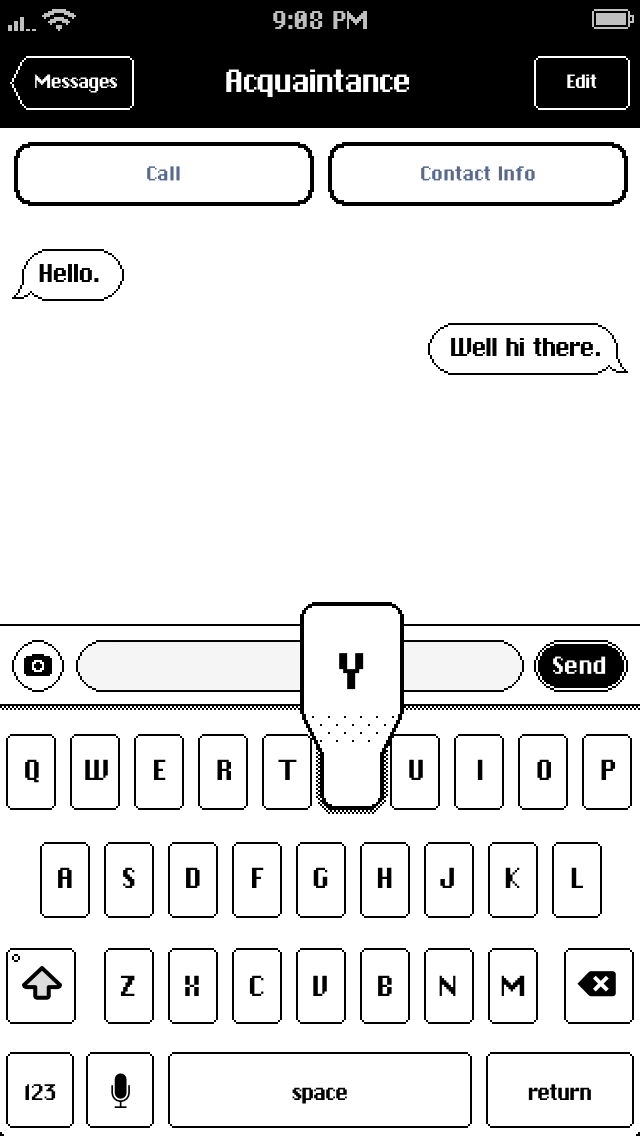 9:08 PM
Messages Acquaintance Edit
Call Contact Info
Hello.
Well hi there.
Y
Send
Q W E R T U I O P
A S D F G H J K L
Z X C V B N M
123 space return